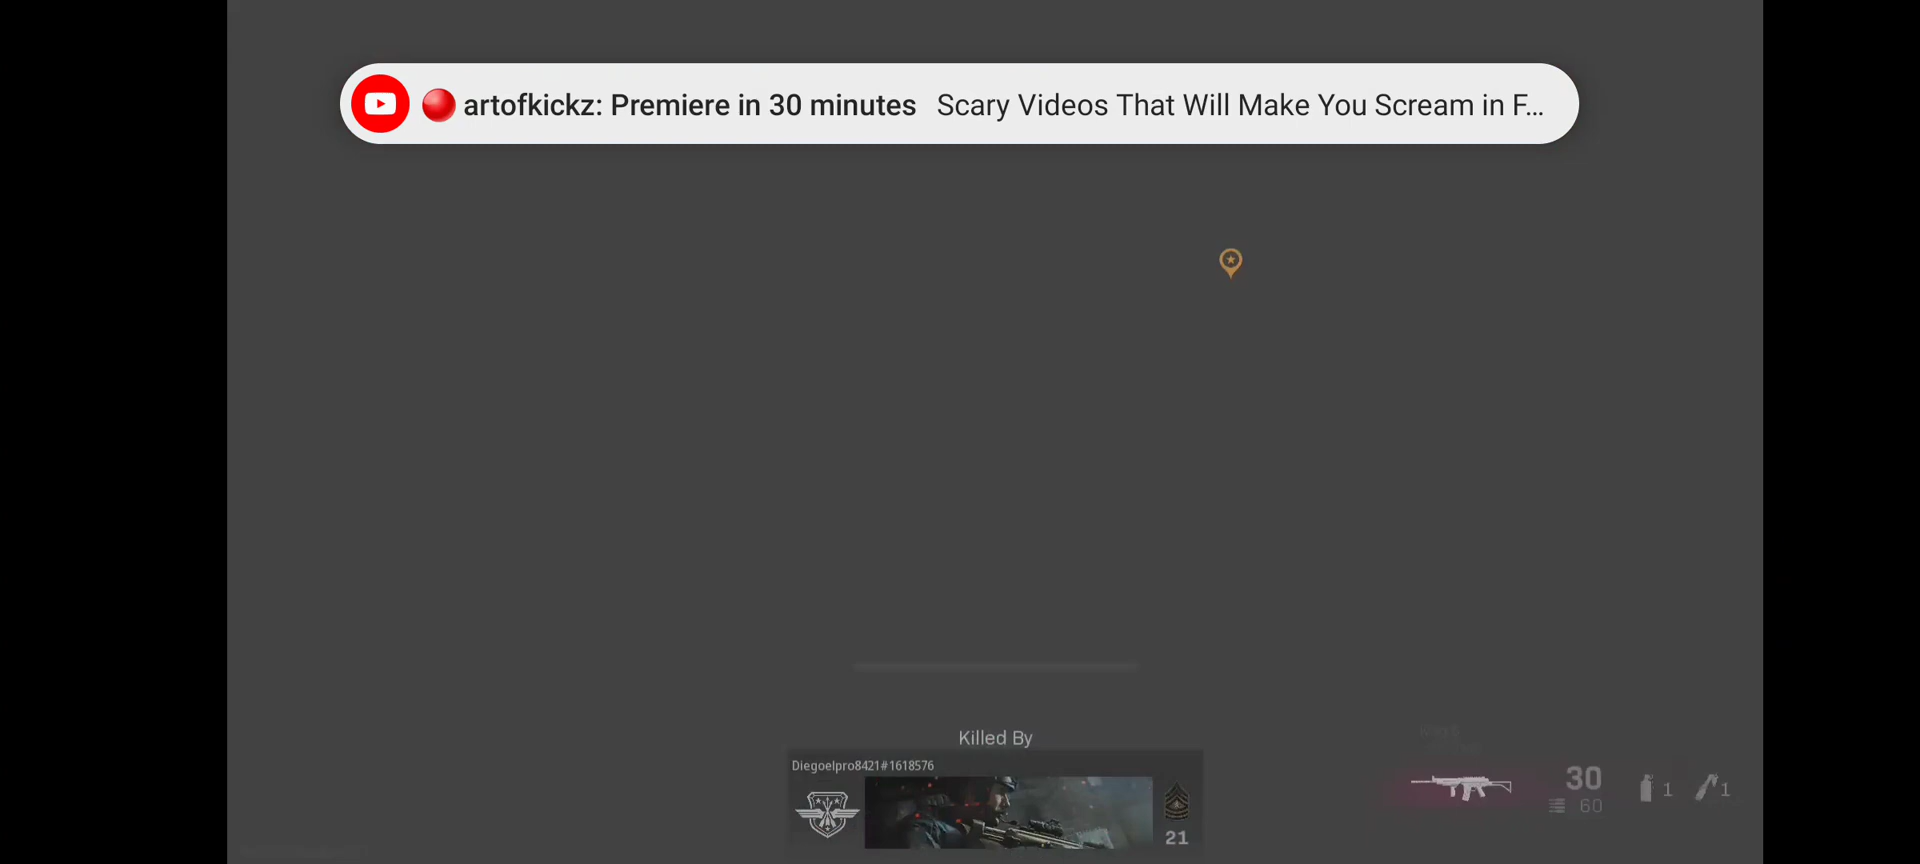 🔴 artofkickz: Premiere in 30 minutes Scary Videos That Will Make You Scream in F...
Killed By
Diegoelpro8421#1618576
21
30
60
1
1